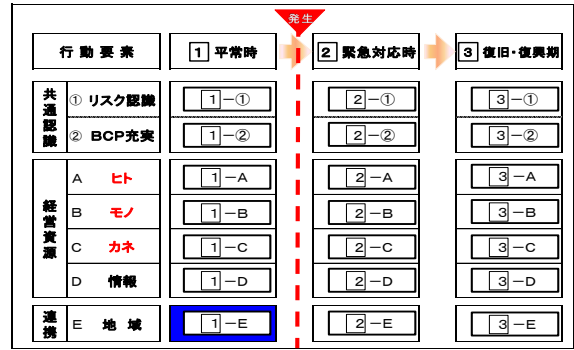 発生
行動要素 1 平常時 2 緊急対応時 3 復旧・復興期
共通認識
① リスク認識 1-① 2-① 3-①
② BCP充実 1-② 2-② 3-②
経営資源
A ヒト 1-A 2-A 3-A
B モノ 1-B 2-B 3-B
C カネ 1-C 2-C 3-C
D 情報 1-D 2-D 3-D
連携
E 地域 1-E 2-E 3-E